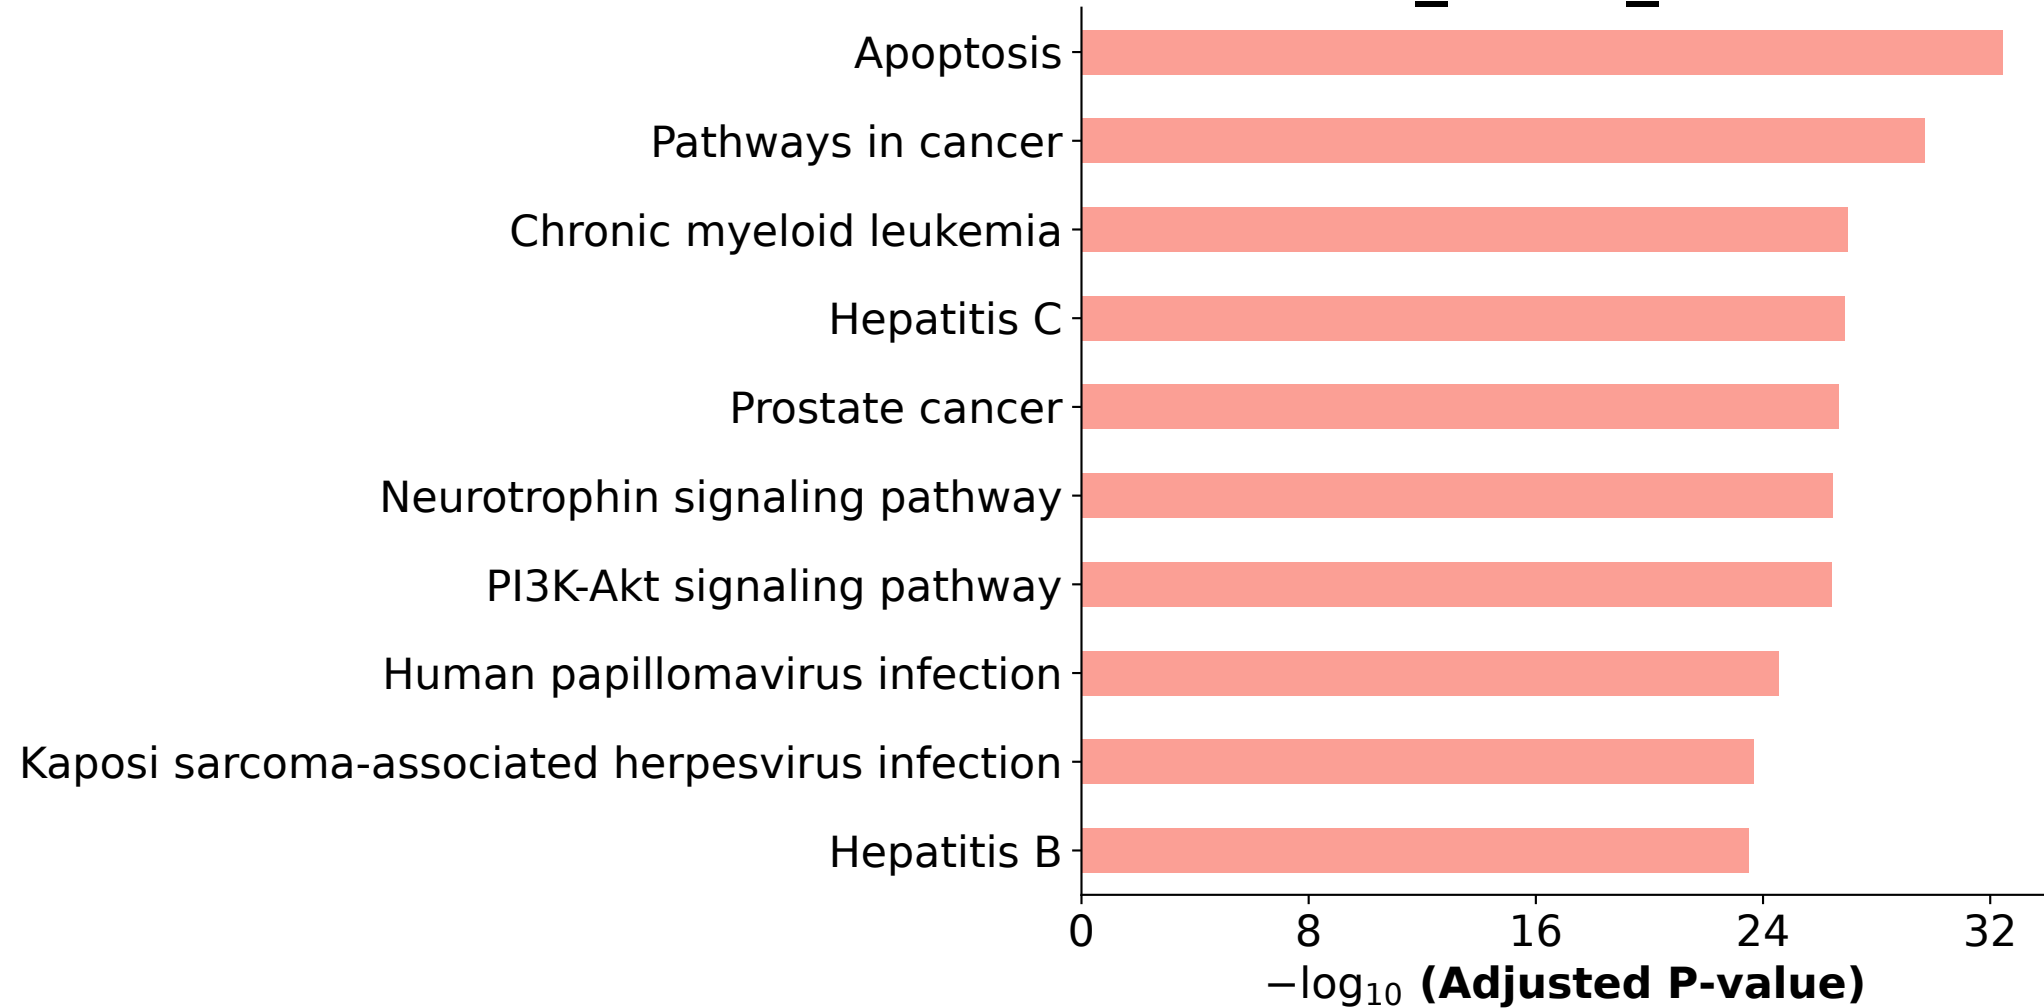 Apoptosis
Pathways in cancer
Chronic myeloid leukemia
Hepatitis C
Prostate cancer
Neurotrophin signaling pathway
PI3K-Akt signaling pathway
Human papillomavirus infection
Kaposi sarcoma-associated herpesvirus infection
Hepatitis B
0 8 16 24 32
−log₁₀ (Adjusted P-value)